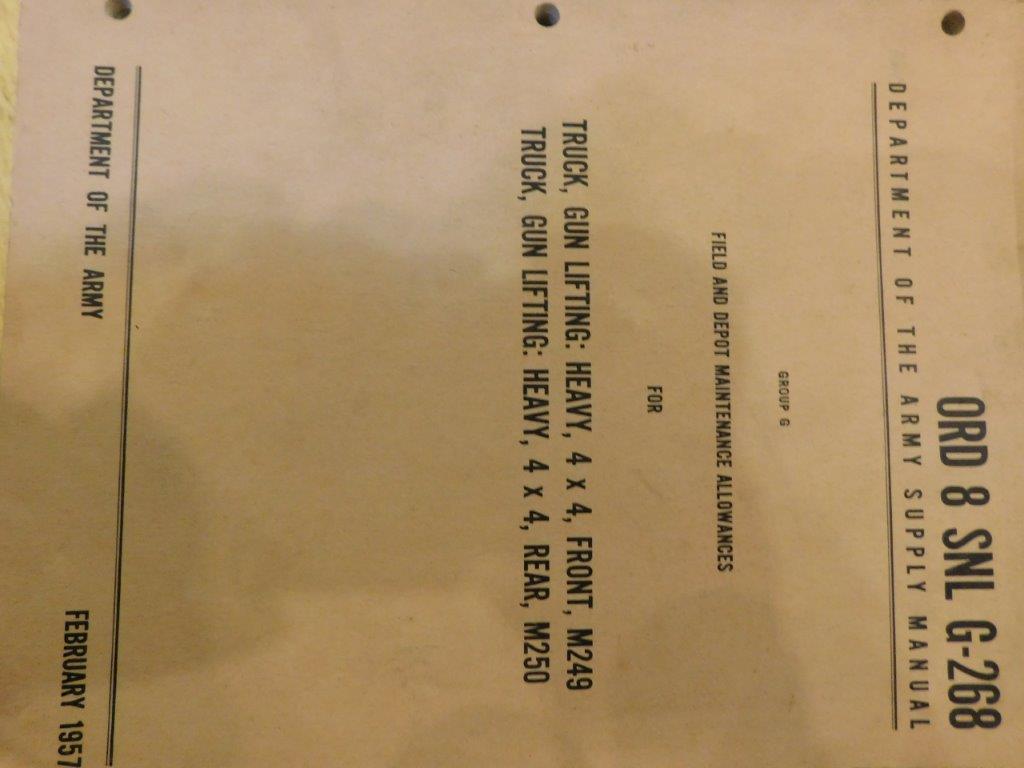 ORD 8 SNL G-268
DEPARTMENT OF THE ARMY SUPPLY MANUAL
GROUP G
FIELD AND DEPOT MAINTENANCE ALLOWANCES
FOR
TRUCK, GUN LIFTING: HEAVY, 4 x 4, FRONT, M249
TRUCK, GUN LIFTING: HEAVY, 4 x 4, REAR, M250
DEPARTMENT OF THE ARMY FEBRUARY 1957